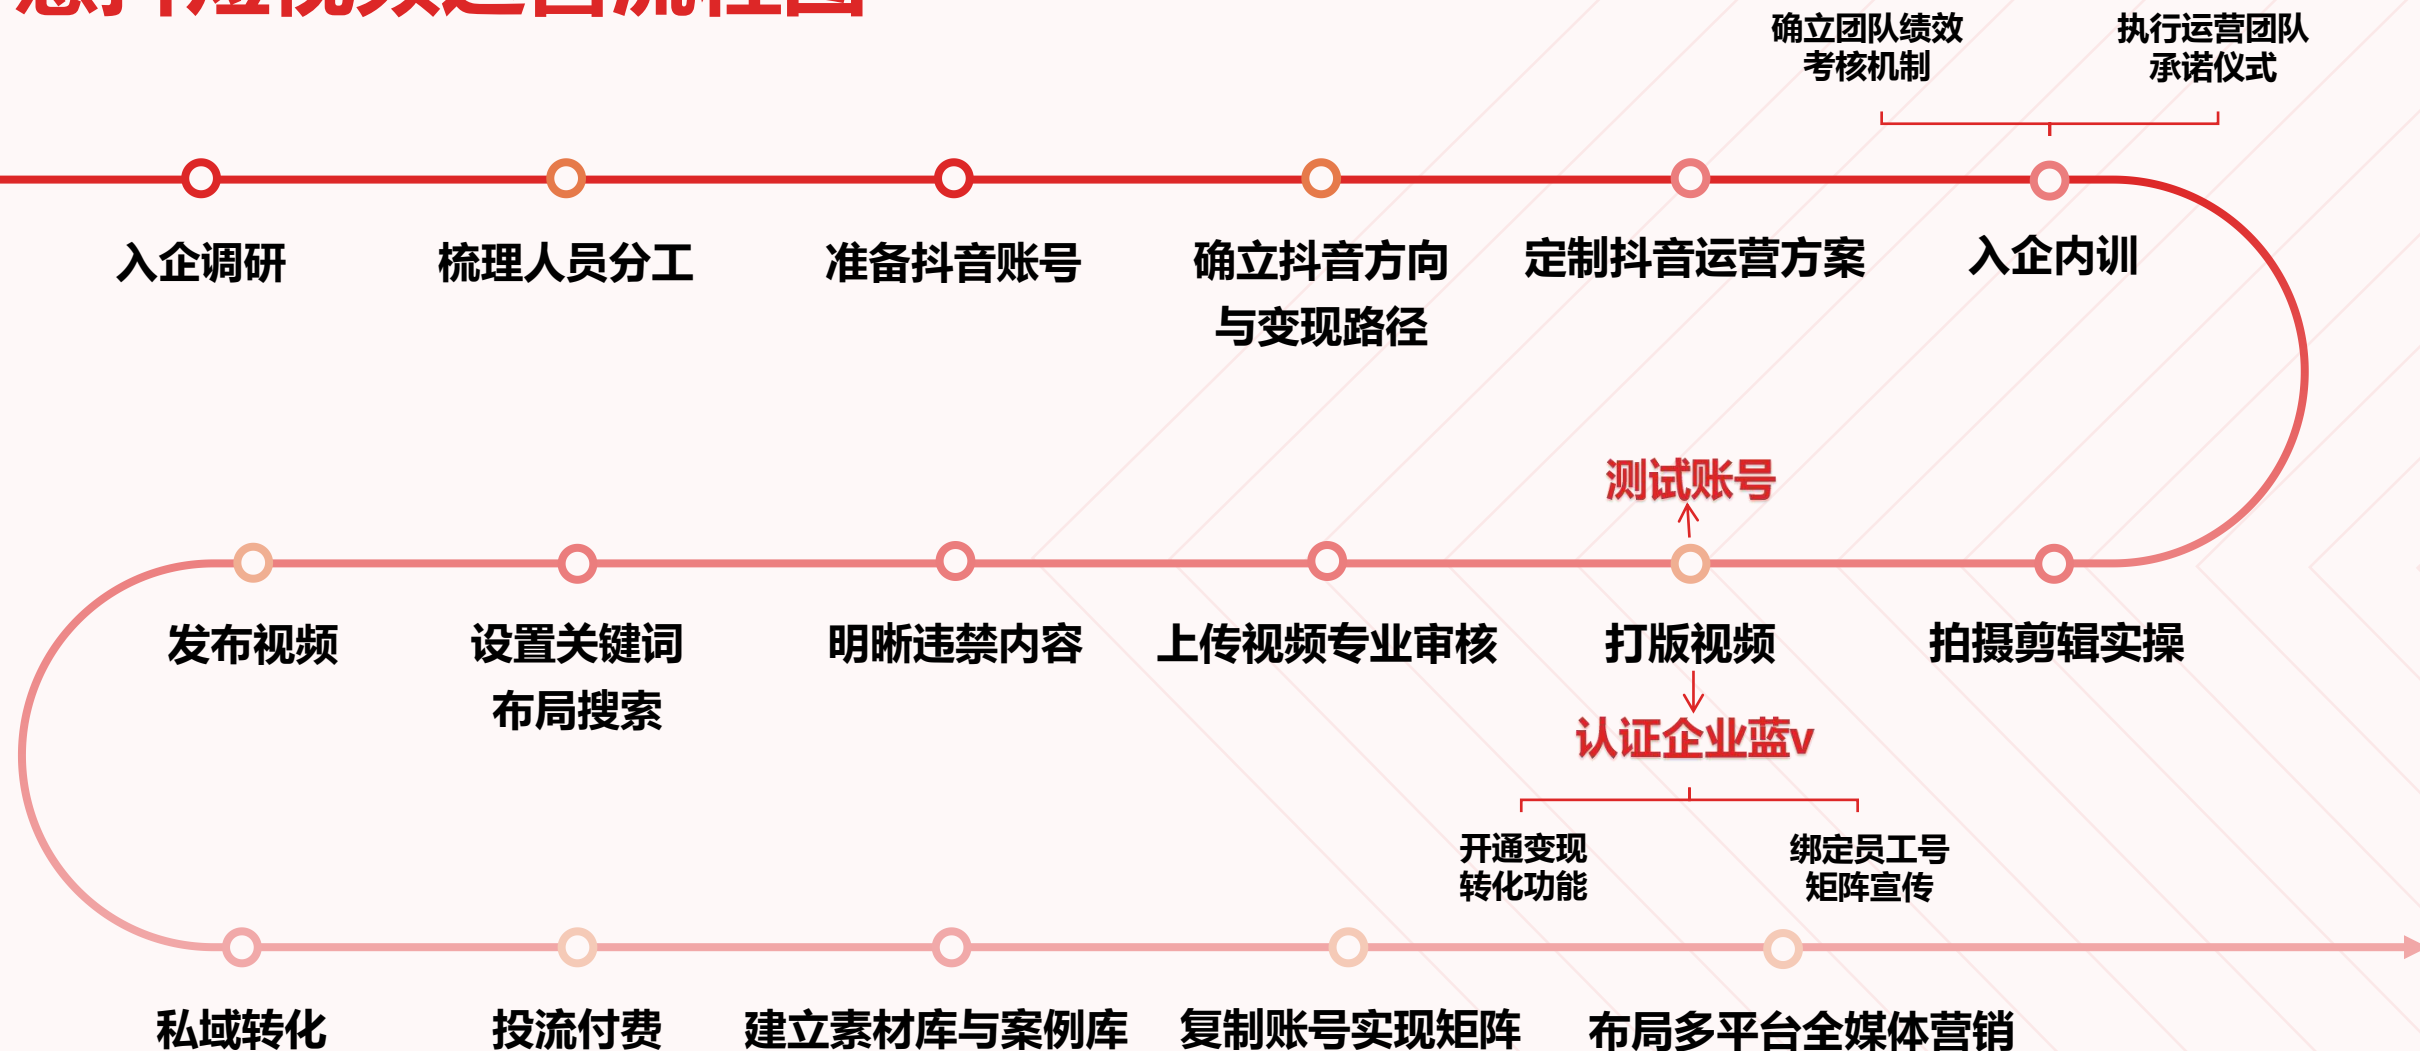 短视频运营流程图
确立团队绩效
考核机制
执行运营团队
承诺仪式
入企调研
梳理人员分工
准备抖音账号
确立抖音方向
与变现路径
定制抖音运营方案
入企内训
测试账号
发布视频
设置关键词
布局搜索
明晰违禁内容
上传视频专业审核
打版视频
拍摄剪辑实操
认证企业蓝v
开通变现
转化功能
绑定员工号
矩阵宣传
私域转化
投流付费
建立素材库与案例库
复制账号实现矩阵
布局多平台全媒体营销